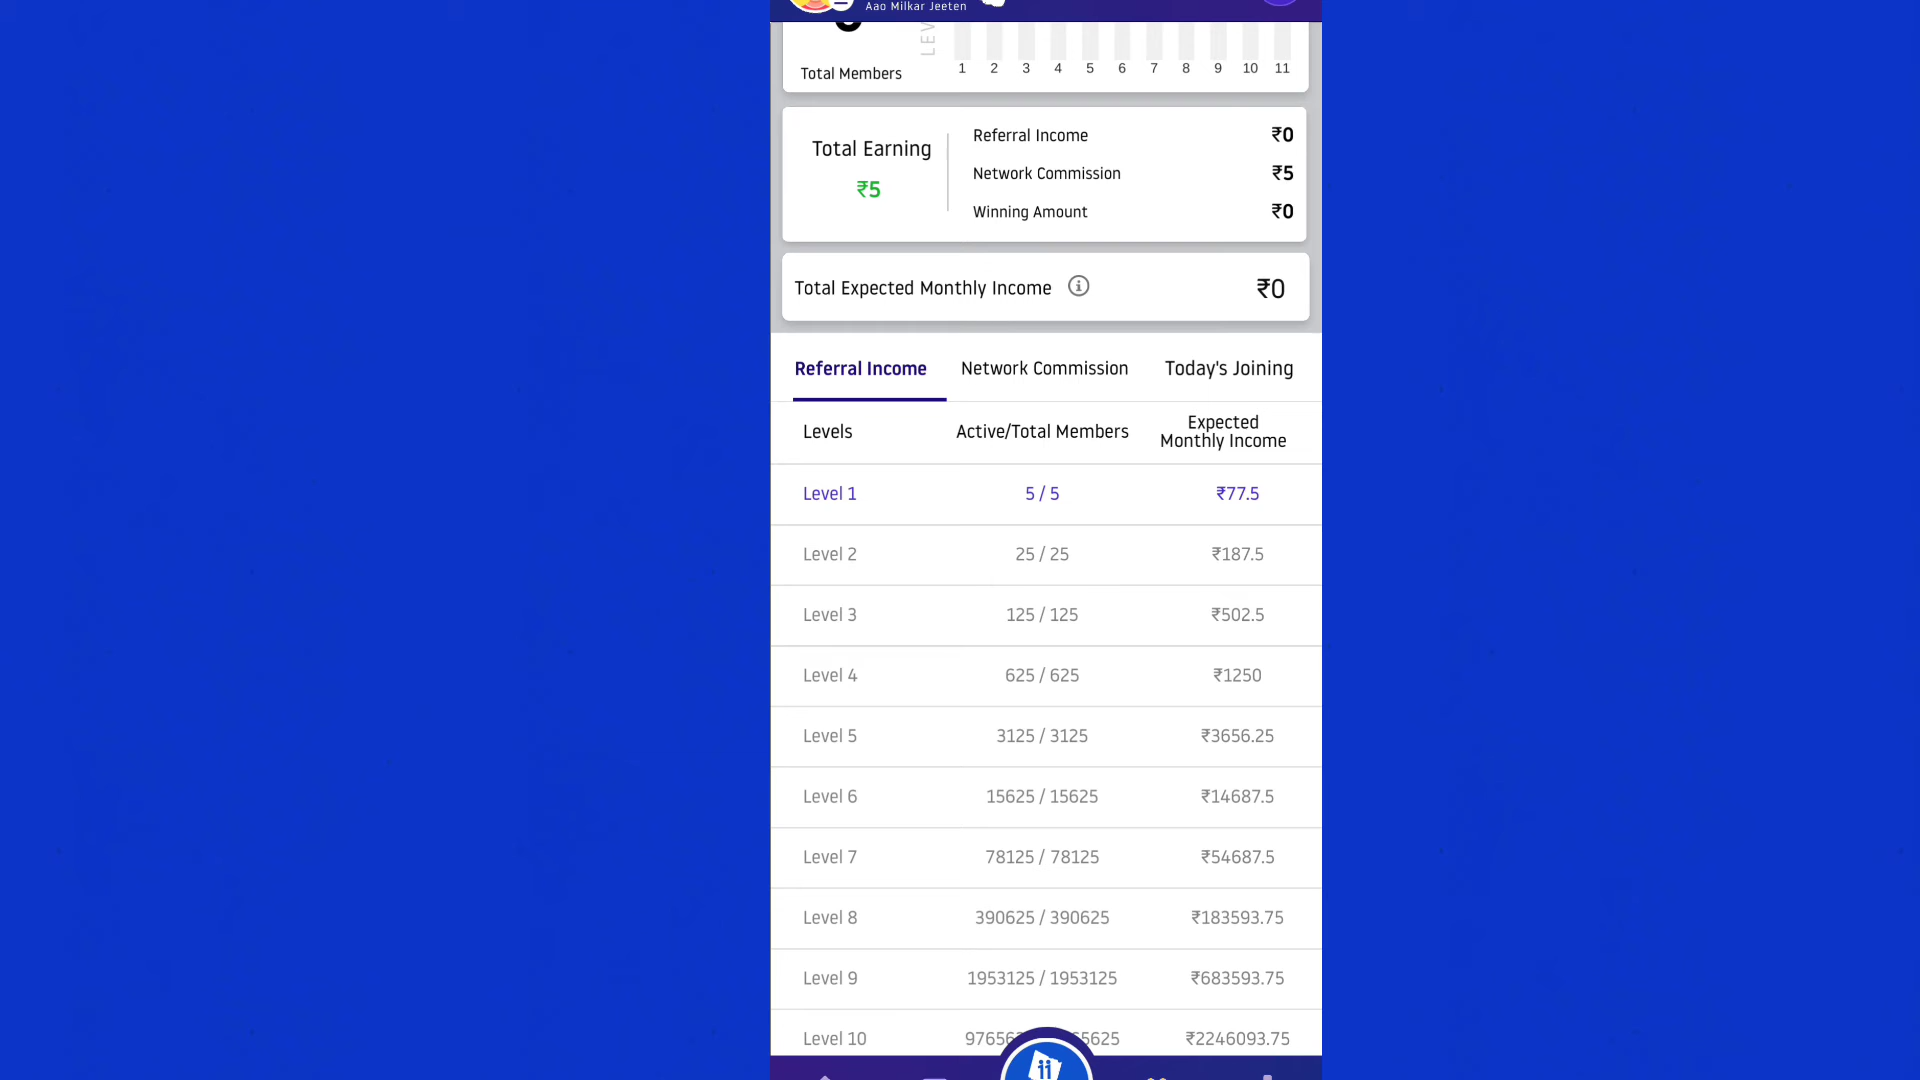 Aao Milkar Jeeten
LEV
1 2 3 4 5 6 7 8 9 10 11
Total Members
Total Earning
₹5
Referral Income ₹0
Network Commission ₹5
Winning Amount ₹0
Total Expected Monthly Income ₹0
Referral Income Network Commission Today's Joining
Levels Active/Total Members Expected
Monthly Income
Level 1 5 / 5 ₹77.5
Level 2 25 / 25 ₹187.5
Level 3 125 / 125 ₹502.5
Level 4 625 / 625 ₹1250
Level 5 3125 / 3125 ₹3656.25
Level 6 15625 / 15625 ₹14687.5
Level 7 78125 / 78125 ₹54687.5
Level 8 390625 / 390625 ₹183593.75
Level 9 1953125 / 1953125 ₹683593.75
Level 10 ₹2246093.75
11